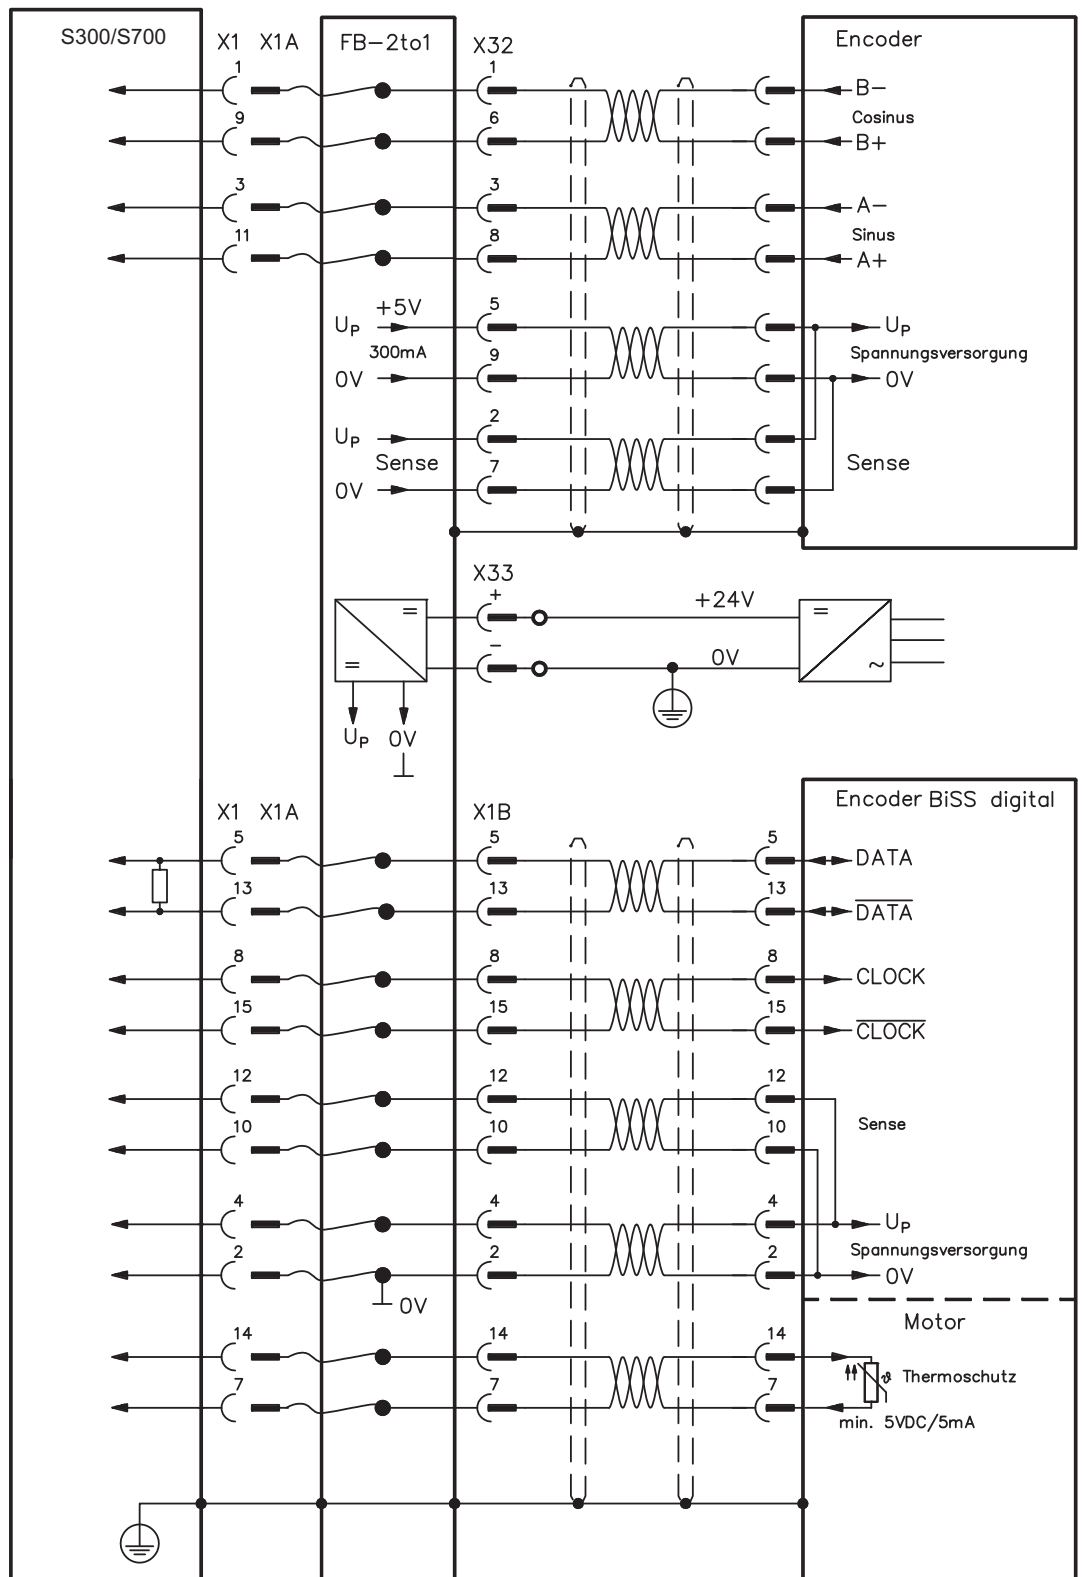 S300/S700 X1 X1A FB-2to1 X32 Encoder
1 1 B-
Cosinus
9 6 B+
3 3 A-
Sinus
11 8 A+
+5V 5
UP UP
300mA 9 Spannungsversorgung
0V 0V
2
UP
Sense 7 Sense
0V
X33
+ +24V =
=
- 0V
= ~
UP 0V
X1 X1A X1B Encoder BiSS digital
5 5 5 DATA
13 13 13 DATA
8 8 8 CLOCK
15 15 15 CLOCK
12 12 12
Sense
10 10 10
4 4 4 UP
Spannungsversorgung
2 2 2 0V
0V
Motor
14 14 14
7 7 7 ϑ Thermoschutz
min. 5VDC/5mA